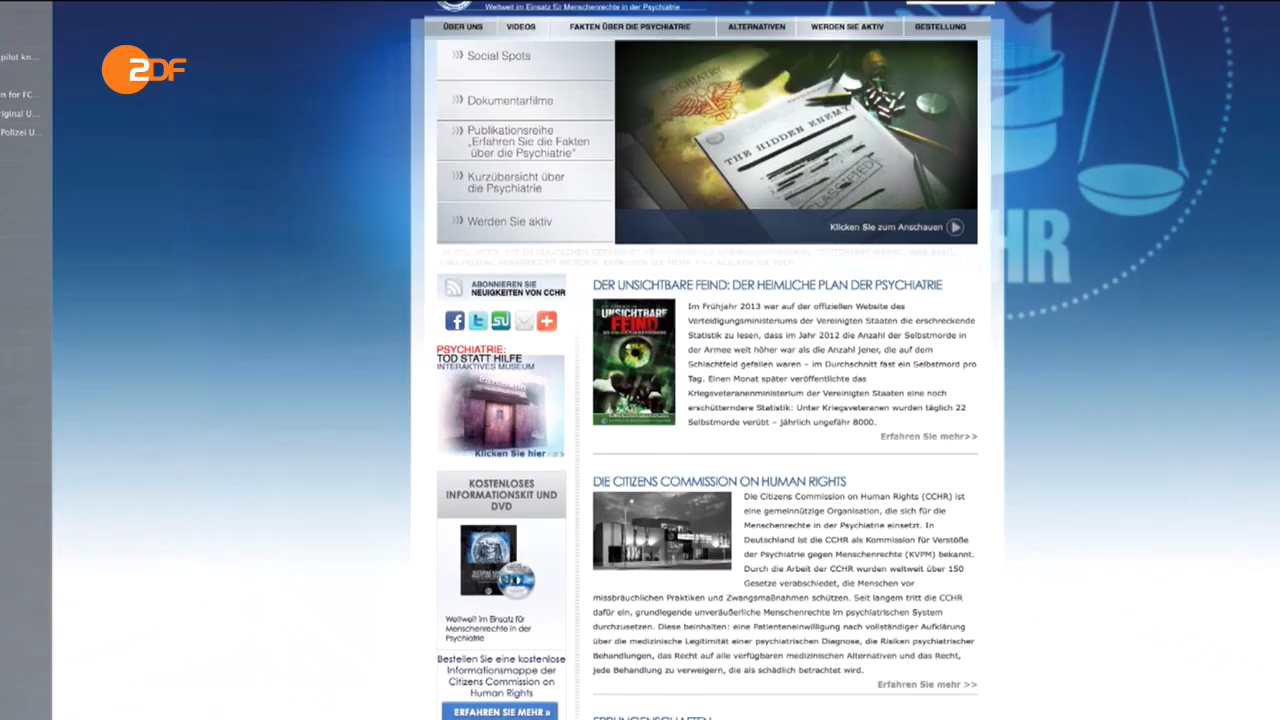 Weltweit im Einsatz für Menschenrechte in der Psychiatrie
ÜBER UNS
VIDEOS
FAKTEN ÜBER DIE PSYCHIATRIE
ALTERNATIVEN
WERDEN SIE AKTIV
BESTELLUNG
ZDF
pilot kn...
n for FC...
riginal U...
Polizei U...
Social Spots
Dokumentarfilme
Publikationsreihe
„Erfahren Sie die Fakten
über die Psychiatrie"
Kurzübersicht über
die Psychiatrie
Werden Sie aktiv
PSYCHIATRY
THE HIDDEN ENEMY
CLASSIFIED
Klicken Sie zum Anschauen
CCHR
ABONNIEREN SIE
NEUIGKEITEN VON CCHR
PSYCHIATRIE:
TOD STATT HILFE
INTERAKTIVES MUSEUM
Klicken Sie hier
KOSTENLOSES
INFORMATIONSKIT UND
DVD
Weltweit im Einsatz für
Menschenrechte in der
Psychiatrie
Bestellen Sie eine kostenlose
Informationsmappe der
Citizens Commission on
Human Rights
ERFAHREN SIE MEHR »
DER UNSICHTBARE FEIND: DER HEIMLICHE PLAN DER PSYCHIATRIE
UNSICHTBARE
FEIND
Im Frühjahr 2013 war auf der offiziellen Website des
Verteidigungsministeriums der Vereinigten Staaten die erschreckende
Statistik zu lesen, dass im Jahr 2012 die Anzahl der Selbstmorde in
der Armee weit höher war als die Anzahl jener, die auf dem
Schlachtfeld gefallen waren – im Durchschnitt fast ein Selbstmord pro
Tag. Einen Monat später veröffentlichte das
Kriegsveteranenministerium der Vereinigten Staaten eine noch
erschütterndere Statistik: Unter Kriegsveteranen wurden täglich 22
Selbstmorde verübt – jährlich ungefähr 8000.
Erfahren Sie mehr>>
DIE CITIZENS COMMISSION ON HUMAN RIGHTS
Die Citizens Commission on Human Rights (CCHR) ist
eine gemeinnützige Organisation, die sich für die
Menschenrechte in der Psychiatrie einsetzt. In
Deutschland ist die CCHR als Kommission für Verstöße
der Psychiatrie gegen Menschenrechte (KVPM) bekannt.
Durch die Arbeit der CCHR wurden weltweit über 150
Gesetze verabschiedet, die Menschen vor
missbräuchlichen Praktiken und Zwangsmaßnahmen schützen. Seit langem tritt die CCHR
dafür ein, grundlegende unveräußerliche Menschenrechte im psychiatrischen System
durchzusetzen. Diese beinhalten: eine Patienteneinwilligung nach vollständiger Aufklärung
über die medizinische Legitimität einer psychiatrischen Diagnose, die Risiken psychiatrischer
Behandlungen, das Recht auf alle verfügbaren medizinischen Alternativen und das Recht,
jede Behandlung zu verweigern, die als schädlich betrachtet wird.
Erfahren Sie mehr >>
ERRUNGENSCHAFTEN